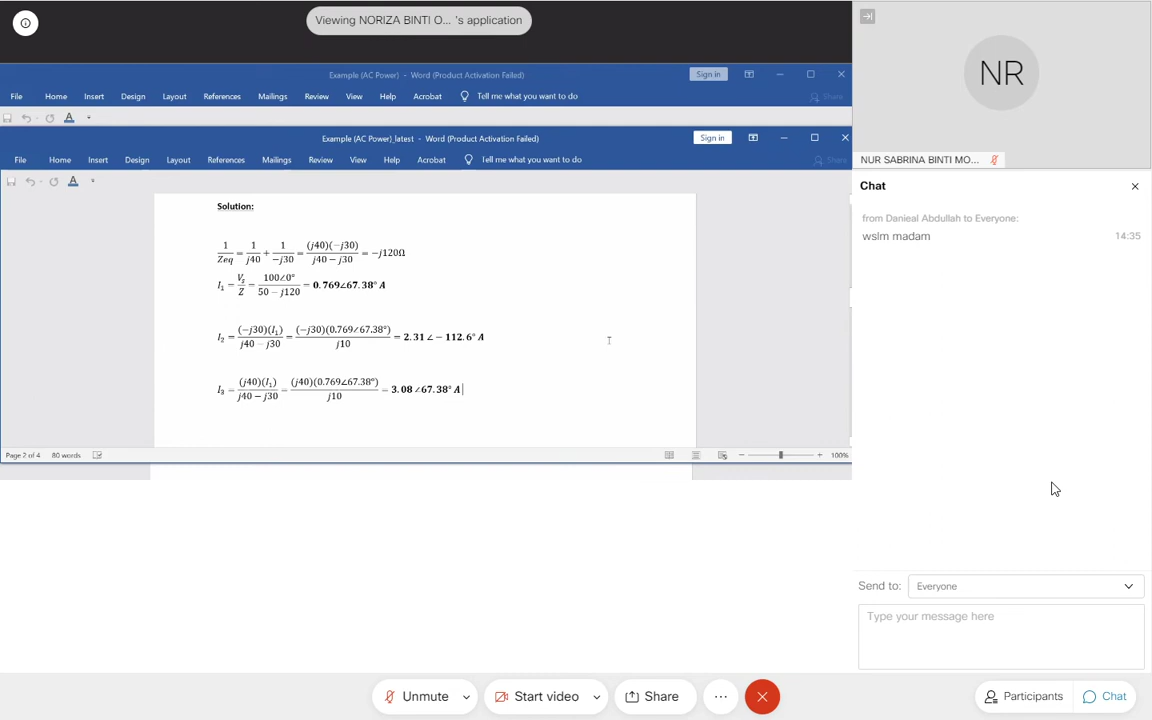 Viewing NORIZA BINTI O... 's application
Example (AC Power) - Word (Product Activation Failed)
Sign in
File Home Insert Design Layout References Mailings Review View Help Acrobat Tell me what you want to do Share
Example (AC Power)_latest - Word (Product Activation Failed)
Sign in
File Home Insert Design Layout References Mailings Review View Help Acrobat Tell me what you want to do Share
Solution:
1/Zeq = 1/j40 + 1/−j30 = (j40)(−j30)/j40 − j30 = −j120Ω
I₁ = Vs/Z = 100∠0°/50 − j120 = 0.769∠67.38° A
I₂ = (−j30)(I₁)/j40 − j30 = (−j30)(0.769∠67.38°)/j10 = 2.31 ∠ − 112.6° A
I₃ = (j40)(I₁)/j40 − j30 = (j40)(0.769∠67.38°)/j10 = 3.08 ∠67.38° A
Page 2 of 4 80 words
100%
NR
NUR SABRINA BINTI MO...
Chat
from Danieal Abdullah to Everyone:
wslm madam 14:35
Send to: Everyone
Type your message here
Unmute Start video Share
Participants Chat